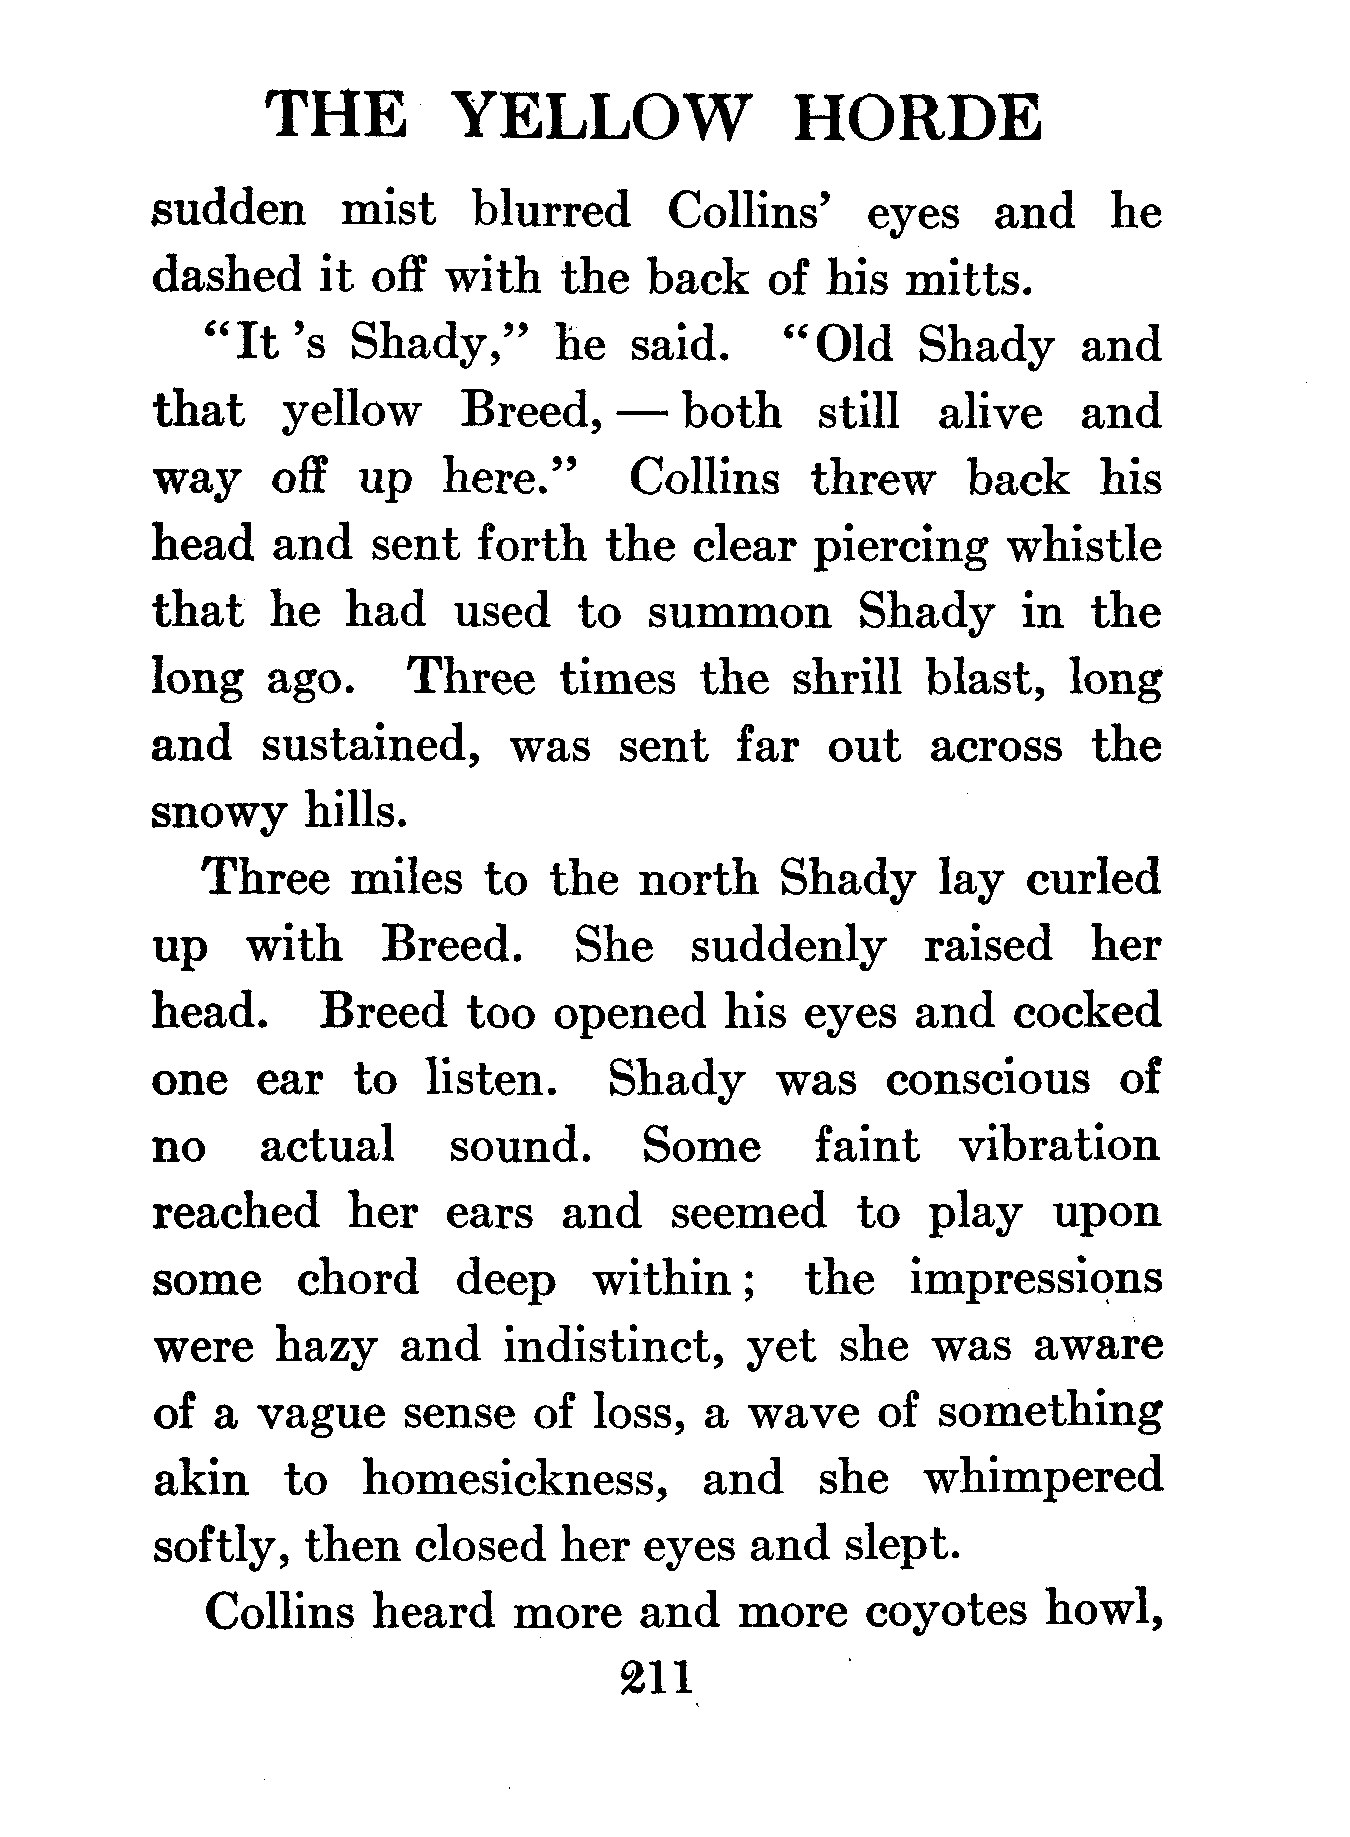 THE YELLOW HORDE
sudden mist blurred Collins' eyes and he
dashed it off with the back of his mitts.
"It 's Shady," he said. "Old Shady and
that yellow Breed, — both still alive and
way off up here." Collins threw back his
head and sent forth the clear piercing whistle
that he had used to summon Shady in the
long ago. Three times the shrill blast, long
and sustained, was sent far out across the
snowy hills.
Three miles to the north Shady lay curled
up with Breed. She suddenly raised her
head. Breed too opened his eyes and cocked
one ear to listen. Shady was conscious of
no actual sound. Some faint vibration
reached her ears and seemed to play upon
some chord deep within; the impressions
were hazy and indistinct, yet she was aware
of a vague sense of loss, a wave of something
akin to homesickness, and she whimpered
softly, then closed her eyes and slept.
Collins heard more and more coyotes howl,
211